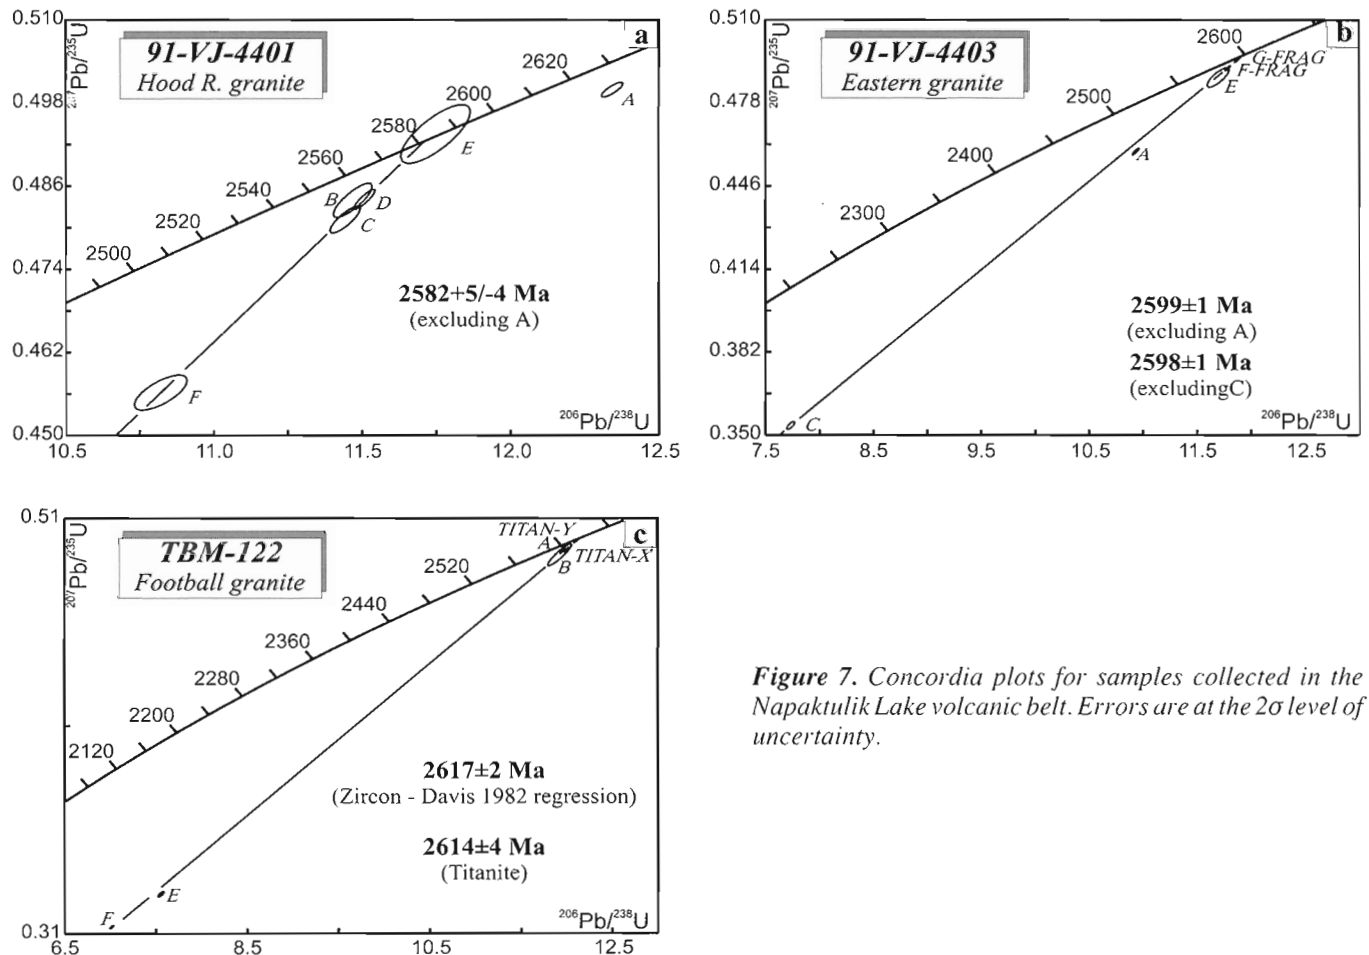 0.510
0.498
0.486
0.474
0.462
0.450
207Pb/235U
91-VJ-4401
Hood R. granite
a
2500
2520
2540
2560
2580
2600
2620
A
B
C
D
E
F
2582+5/-4 Ma
(excluding A)
206Pb/238U
10.5 11.0 11.5 12.0 12.5
0.510
0.478
0.446
0.414
0.382
0.350
207Pb/235U
91-VJ-4403
Eastern granite
b
2300
2400
2500
2600
G-FRAG
F-FRAG
E
A
C
2599±1 Ma
(excluding A)
2598±1 Ma
(excludingC)
206Pb/238U
7.5 8.5 9.5 10.5 11.5 12.5
0.51
0.31
207Pb/235U
TBM-122
Football granite
c
2120
2200
2280
2360
2440
2520
TITAN-Y
A
TITAN-X
B
E
F
2617±2 Ma
(Zircon - Davis 1982 regression)
2614±4 Ma
(Titanite)
206Pb/238U
6.5 8.5 10.5 12.5
Figure 7. Concordia plots for samples collected in the
Napaktulik Lake volcanic belt. Errors are at the 2σ level of
uncertainty.